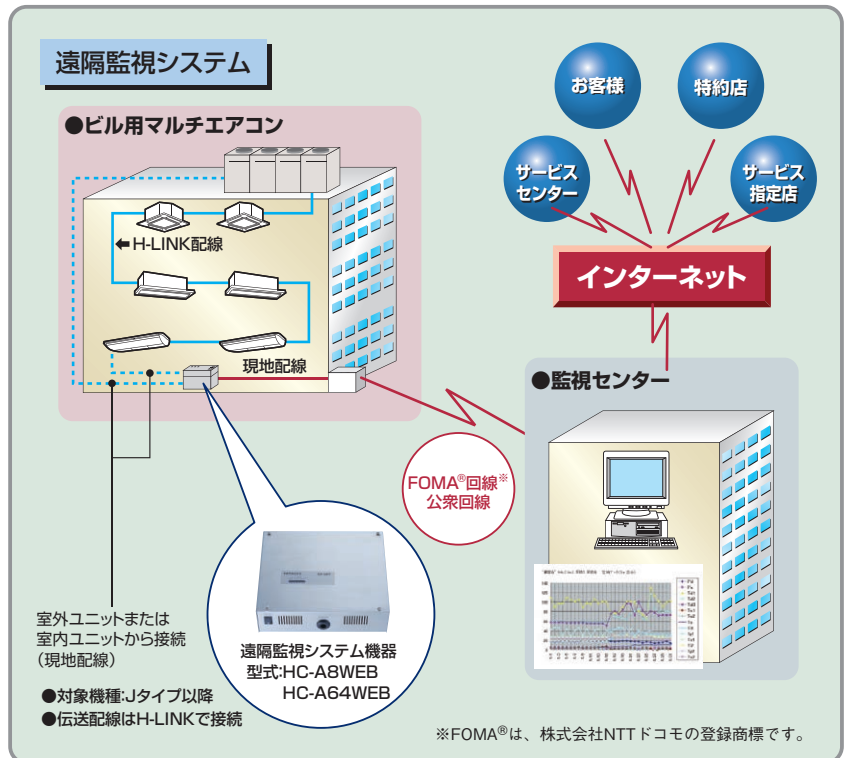 遠隔監視システム
●ビル用マルチエアコン
H-LINK配線
現地配線
お客様
特約店
サービス
センター
サービス
指定店
インターネット
●監視センター
FOMA®回線※
公衆回線
遠隔監視システム機器
型式:HC-A8WEB
HC-A64WEB
室外ユニットまたは
室内ユニットから接続
(現地配線)
●対象機種:Jタイプ以降
●伝送配線はH-LINKで接続
※FOMA®は、株式会社NTTドコモの登録商標です。